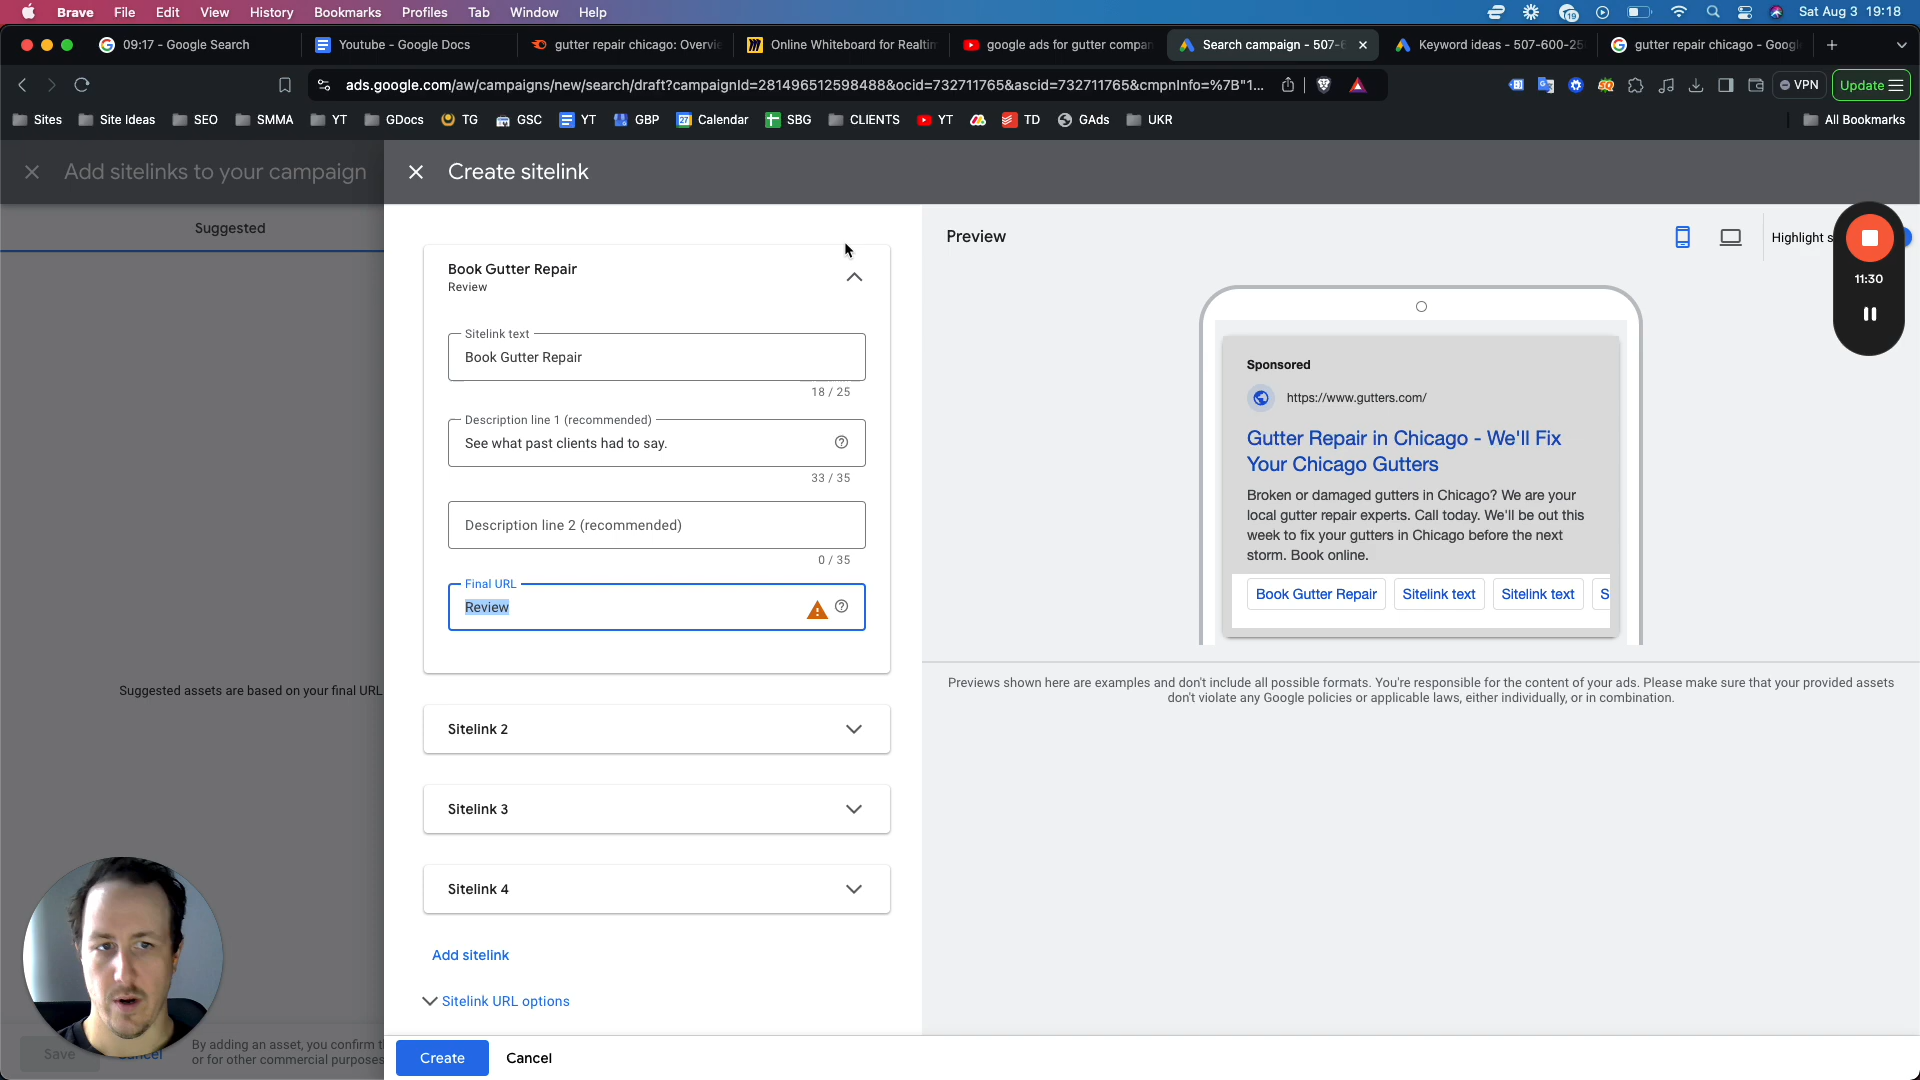 Brave File Edit View History Bookmarks Profiles Tab Window Help 19 Sat Aug 3 19:18
09:17 - Google Search Youtube - Google Docs gutter repair chicago: Overvie Online Whiteboard for Realtim google ads for gutter compan Search campaign - 507-6 Keyword ideas - 507-600-25 gutter repair chicago - Googl
ads.google.com/aw/campaigns/new/search/draft?campaignId=281496512598488&ocid=732711765&ascid=732711765&cmpnInfo=%7B"1... VPN Update
Sites Site Ideas SEO SMMA YT GDocs TG GSC YT GBP Calendar SBG CLIENTS YT TD GAds UKR All Bookmarks
Add sitelinks to your campaign
Create sitelink
Suggested
Suggested assets are based on your final URL
Save Cancel
By adding an asset, you confirm t
or for other commercial purposes
Book Gutter Repair
Review
Sitelink text
Book Gutter Repair
18 / 25
Description line 1 (recommended)
See what past clients had to say.
33 / 35
Description line 2 (recommended)
0 / 35
Final URL
Review
Sitelink 2
Sitelink 3
Sitelink 4
Add sitelink
Sitelink URL options
Create Cancel
Preview
Highlight s
11:30
Sponsored
https://www.gutters.com/
Gutter Repair in Chicago - We'll Fix
Your Chicago Gutters
Broken or damaged gutters in Chicago? We are your
local gutter repair experts. Call today. We'll be out this
week to fix your gutters in Chicago before the next
storm. Book online.
Book Gutter Repair Sitelink text Sitelink text S
Previews shown here are examples and don't include all possible formats. You're responsible for the content of your ads. Please make sure that your provided assets
don't violate any Google policies or applicable laws, either individually, or in combination.